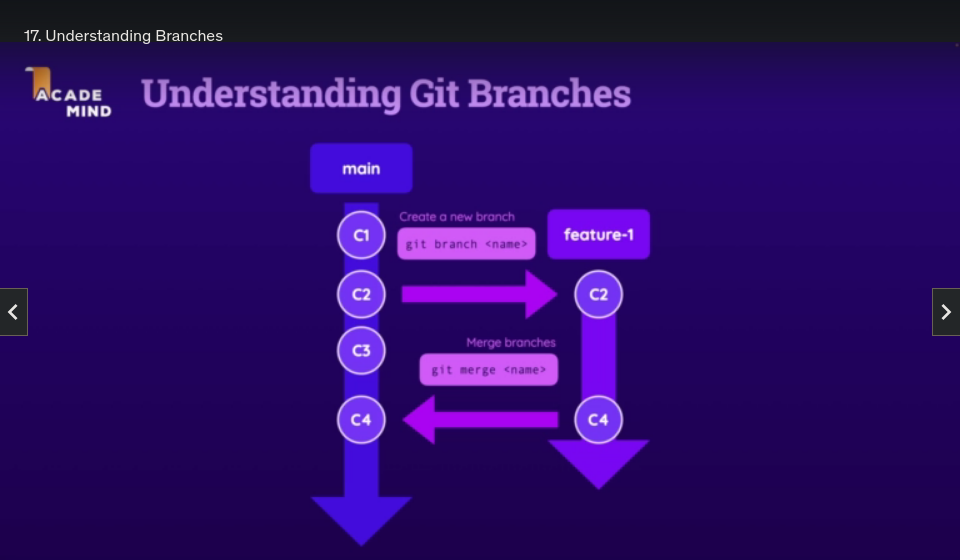 17. Understanding Branches
ACADE
MIND
Understanding Git Branches
main
Create a new branch
git branch <name>
feature-1
C1
C2
C2
C3
Merge branches
git merge <name>
C4
C4